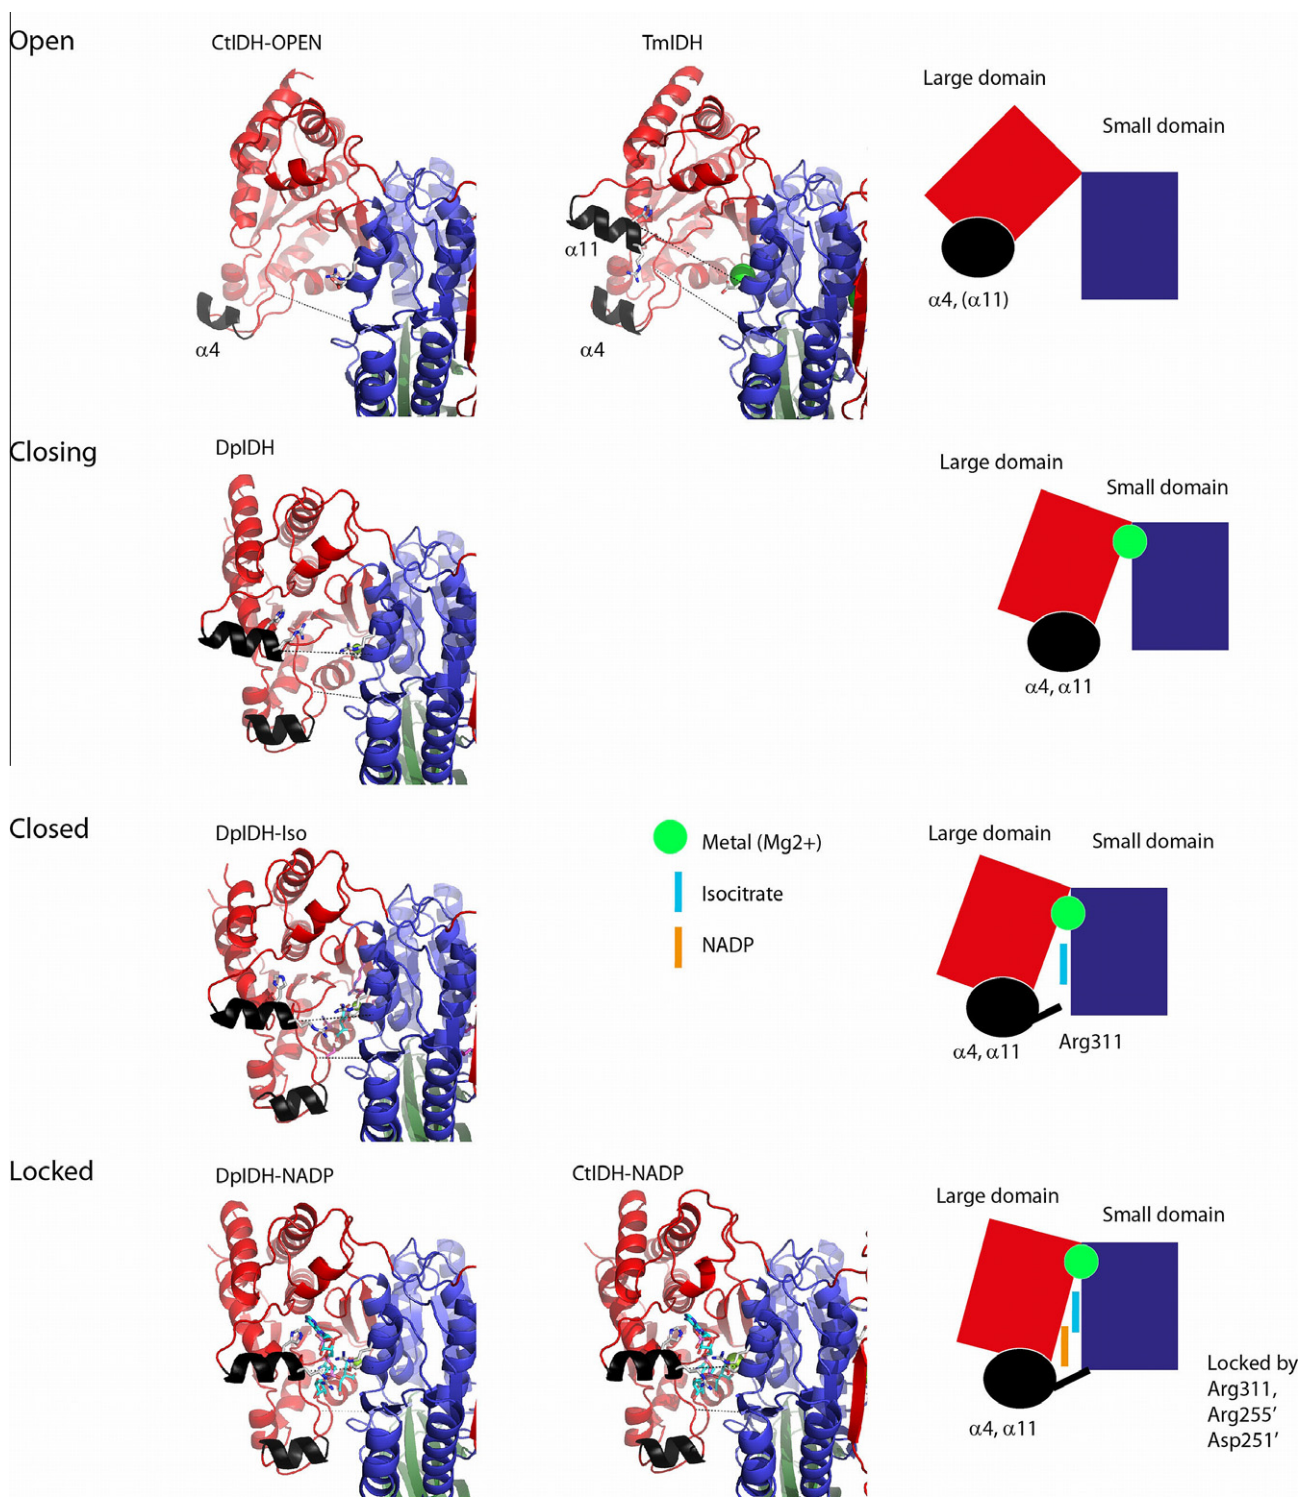 Open
CtIDH-OPEN
TmIDH
Large domain
Small domain
α11
α4
α4
α4, (α11)
Closing
DpIDH
Large domain
Small domain
α4, α11
Closed
DpIDH-Iso
Metal (Mg2+)
Isocitrate
NADP
Large domain
Small domain
α4, α11
Arg311
Locked
DpIDH-NADP
CtIDH-NADP
Large domain
Small domain
α4, α11
Locked by
Arg311,
Arg255′
Asp251′